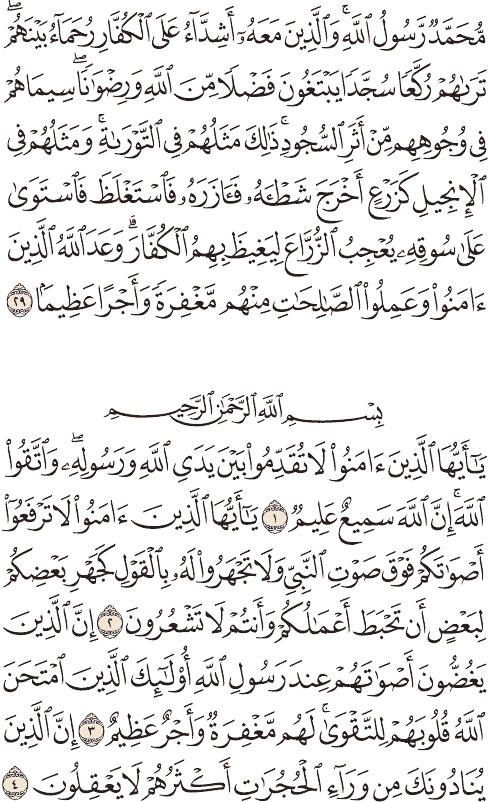 مُّحَمَّدٌ رَّسُولُ ٱللَّهِۚ وَٱلَّذِينَ مَعَهُۥٓ أَشِدَّآءُ عَلَى ٱلْكُفَّارِ رُحَمَآءُ بَيْنَهُمْۖ
تَرَىٰهُمْ رُكَّعًا سُجَّدًا يَبْتَغُونَ فَضْلًا مِّنَ ٱللَّهِ وَرِضْوَٰنًاۖ سِيمَاهُمْ
فِى وُجُوهِهِم مِّنْ أَثَرِ ٱلسُّجُودِۚ ذَٰلِكَ مَثَلُهُمْ فِى ٱلتَّوْرَىٰةِۚ وَمَثَلُهُمْ فِى
ٱلْإِنجِيلِ كَزَرْعٍ أَخْرَجَ شَطْـَٔهُۥ فَـَٔازَرَهُۥ فَٱسْتَغْلَظَ فَٱسْتَوَىٰ
عَلَىٰ سُوقِهِۦ يُعْجِبُ ٱلزُّرَّاعَ لِيَغِيظَ بِهِمُ ٱلْكُفَّارَۗ وَعَدَ ٱللَّهُ ٱلَّذِينَ
ءَامَنُوا۟ وَعَمِلُوا۟ ٱلصَّٰلِحَٰتِ مِنْهُم مَّغْفِرَةً وَأَجْرًا عَظِيمًۢا ٢٩
بِسْمِ ٱللَّهِ ٱلرَّحْمَٰنِ ٱلرَّحِيمِ
يَٰٓأَيُّهَا ٱلَّذِينَ ءَامَنُوا۟ لَا تُقَدِّمُوا۟ بَيْنَ يَدَىِ ٱللَّهِ وَرَسُولِهِۦۖ وَٱتَّقُوا۟
ٱللَّهَۚ إِنَّ ٱللَّهَ سَمِيعٌ عَلِيمٌ ١ يَٰٓأَيُّهَا ٱلَّذِينَ ءَامَنُوا۟ لَا تَرْفَعُوٓا۟
أَصْوَٰتَكُمْ فَوْقَ صَوْتِ ٱلنَّبِىِّ وَلَا تَجْهَرُوا۟ لَهُۥ بِٱلْقَوْلِ كَجَهْرِ بَعْضِكُمْ
لِبَعْضٍ أَن تَحْبَطَ أَعْمَٰلُكُمْ وَأَنتُمْ لَا تَشْعُرُونَ ٢ إِنَّ ٱلَّذِينَ
يَغُضُّونَ أَصْوَٰتَهُمْ عِندَ رَسُولِ ٱللَّهِ أُو۟لَٰٓئِكَ ٱلَّذِينَ ٱمْتَحَنَ
ٱللَّهُ قُلُوبَهُمْ لِلتَّقْوَىٰۚ لَهُم مَّغْفِرَةٌ وَأَجْرٌ عَظِيمٌ ٣ إِنَّ ٱلَّذِينَ
يُنَادُونَكَ مِن وَرَآءِ ٱلْحُجُرَٰتِ أَكْثَرُهُمْ لَا يَعْقِلُونَ ٤